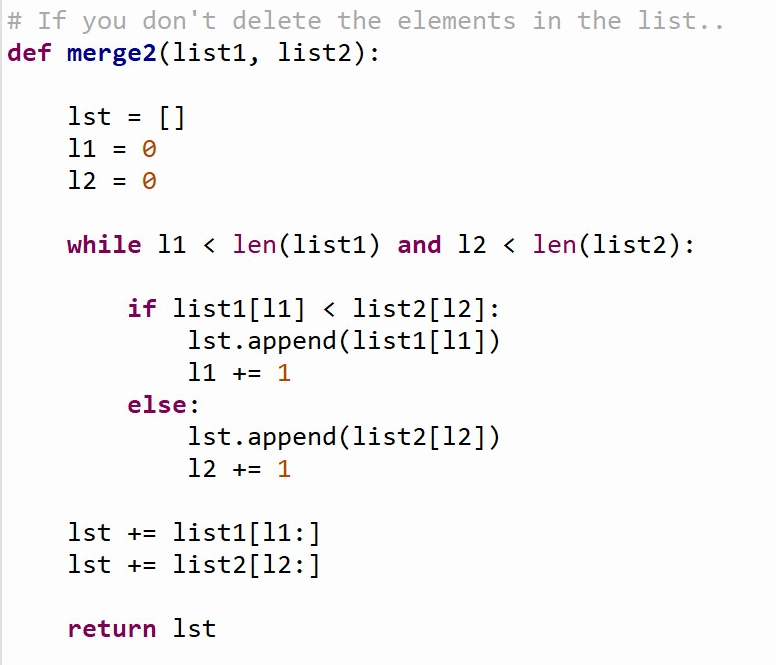 # If you don't delete the elements in the list..
def merge2(list1, list2):
    lst = []
    l1 = 0
    l2 = 0
    while l1 < len(list1) and l2 < len(list2):
        if list1[l1] < list2[l2]:
            lst.append(list1[l1])
            l1 += 1
        else:
            lst.append(list2[l2])
            l2 += 1
    lst += list1[l1:]
    lst += list2[l2:]
    return lst